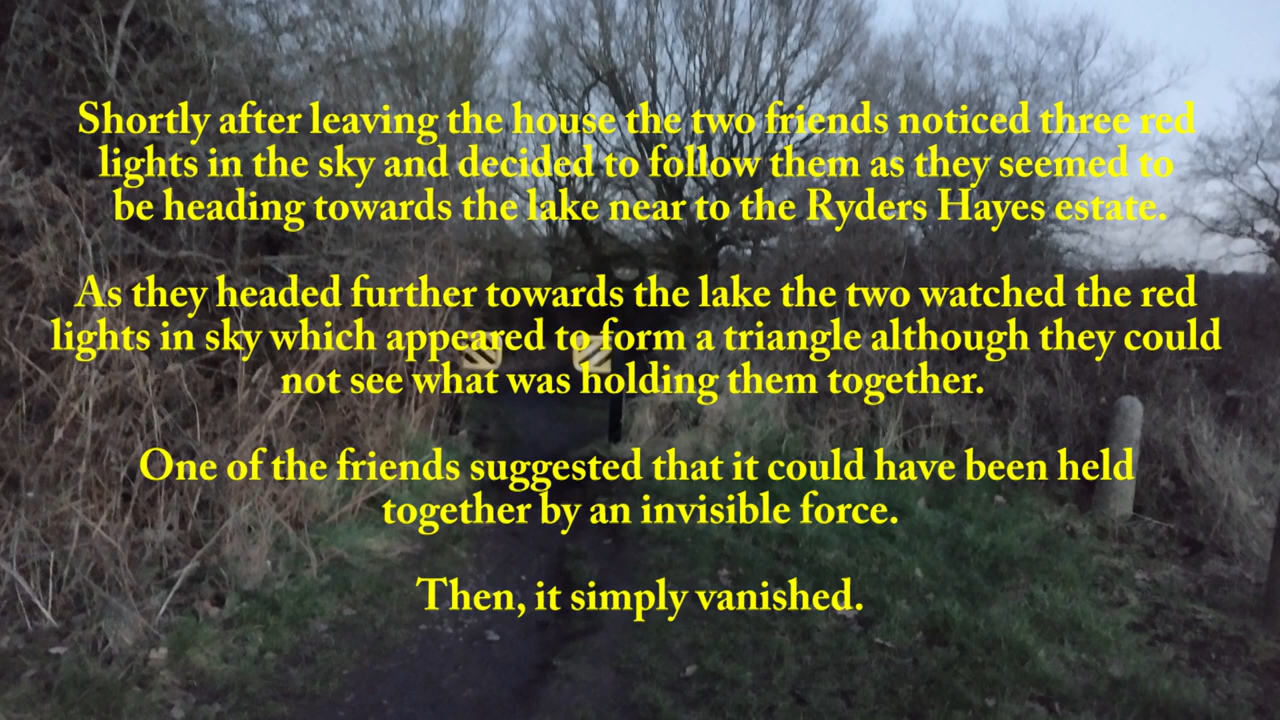 Shortly after leaving the house the two friends noticed three red
lights in the sky and decided to follow them as they seemed to
be heading towards the lake near to the Ryders Hayes estate.
As they headed further towards the lake the two watched the red
lights in sky which appeared to form a triangle although they could
not see what was holding them together.
One of the friends suggested that it could have been held
together by an invisible force.
Then, it simply vanished.